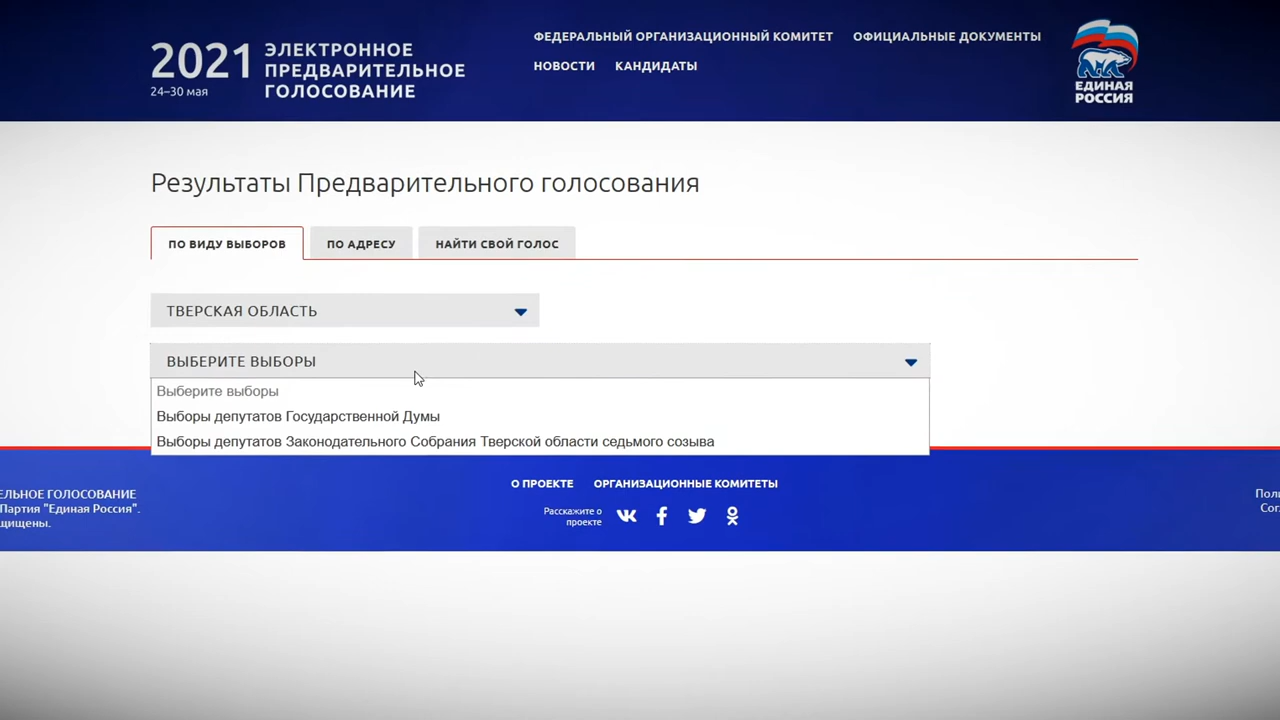 2021
24–30 мая
ЭЛЕКТРОННОЕ
ПРЕДВАРИТЕЛЬНОЕ
ГОЛОСОВАНИЕ
ФЕДЕРАЛЬНЫЙ ОРГАНИЗАЦИОННЫЙ КОМИТЕТ
ОФИЦИАЛЬНЫЕ ДОКУМЕНТЫ
НОВОСТИ
КАНДИДАТЫ
ЕДИНАЯ
РОССИЯ
Результаты Предварительного голосования
ПО ВИДУ ВЫБОРОВ
ПО АДРЕСУ
НАЙТИ СВОЙ ГОЛОС
ТВЕРСКАЯ ОБЛАСТЬ
ВЫБЕРИТЕ ВЫБОРЫ
Выберите выборы
Выборы депутатов Государственной Думы
Выборы депутатов Законодательного Собрания Тверской области седьмого созыва
ЕЛЬНОЕ ГОЛОСОВАНИЕ
Партия "Единая Россия".
щищены.
О ПРОЕКТЕ
ОРГАНИЗАЦИОННЫЕ КОМИТЕТЫ
Расскажите о
проекте
Поли
Сог